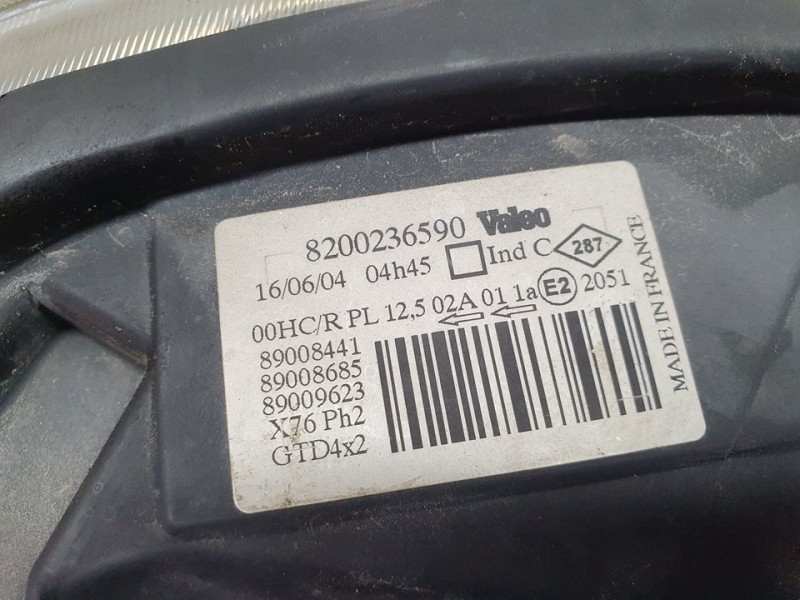 8200236590 Valeo
16/06/04 04h45 Ind C 287
00HC/R PL 12,5 02A 01 1a E2 2051
89008441
89008685
89009623
X76 Ph2
GTD4x2
MADE IN FRANCE